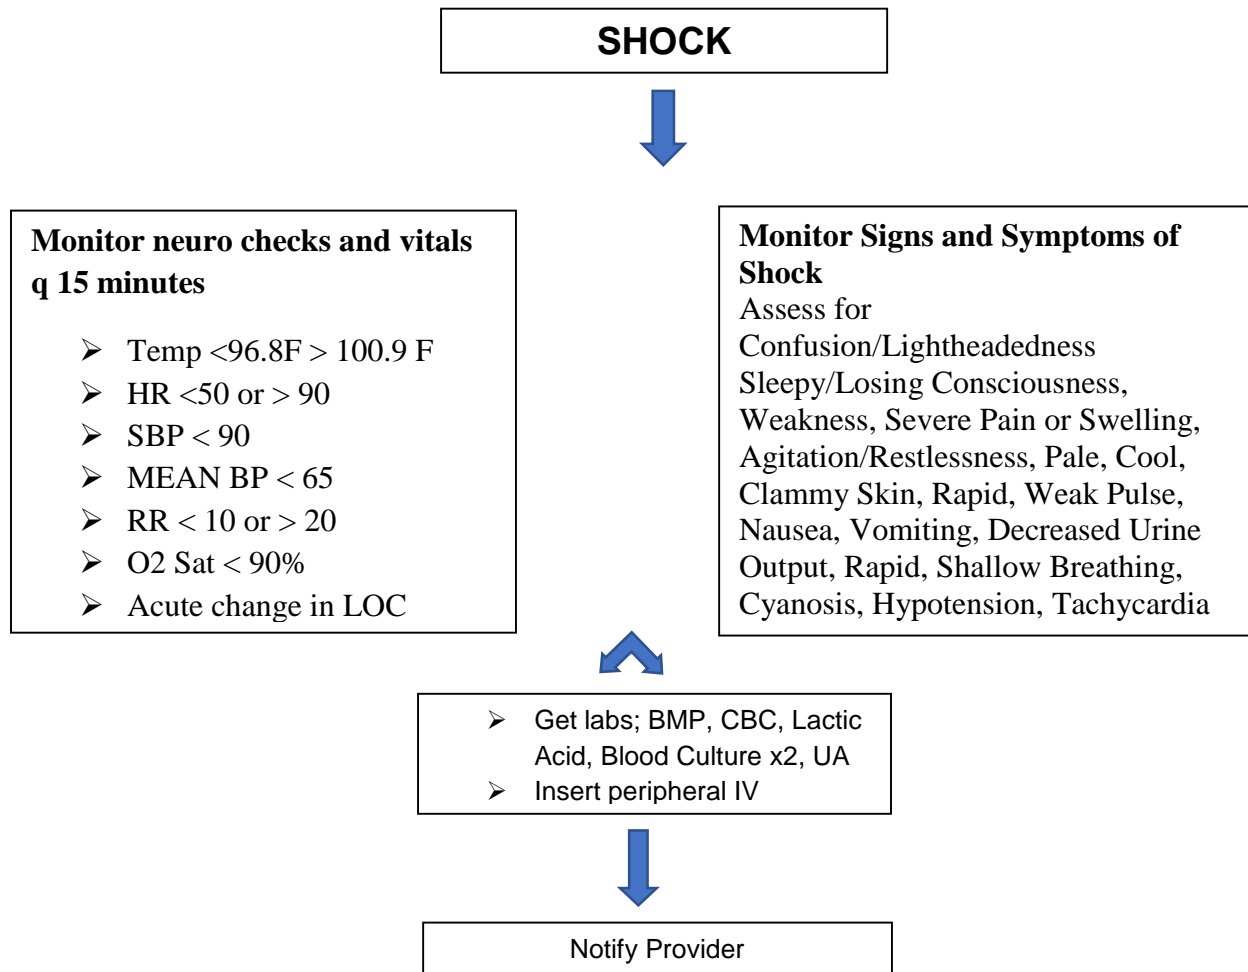 SHOCK
Monitor neuro checks and vitals
q 15 minutes
➢ Temp <96.8F > 100.9 F
➢ HR <50 or > 90
➢ SBP < 90
➢ MEAN BP < 65
➢ RR < 10 or > 20
➢ O2 Sat < 90%
➢ Acute change in LOC
Monitor Signs and Symptoms of
Shock
Assess for
Confusion/Lightheadedness
Sleepy/Losing Consciousness,
Weakness, Severe Pain or Swelling,
Agitation/Restlessness, Pale, Cool,
Clammy Skin, Rapid, Weak Pulse,
Nausea, Vomiting, Decreased Urine
Output, Rapid, Shallow Breathing,
Cyanosis, Hypotension, Tachycardia
➢ Get labs; BMP, CBC, Lactic
Acid, Blood Culture x2, UA
➢ Insert peripheral IV
Notify Provider